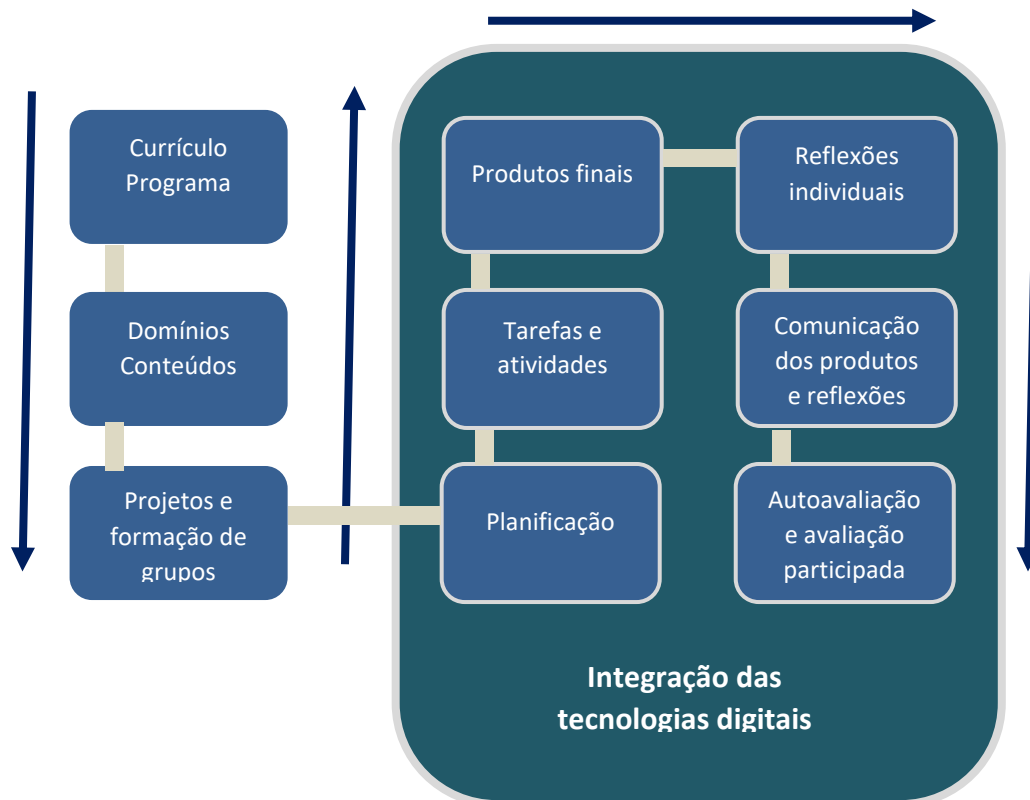 Currículo
Programa
Domínios
Conteúdos
Projetos e
formação de
grupos
Planificação
Tarefas e
atividades
Produtos finais
Reflexões
individuais
Comunicação
dos produtos
e reflexões
Autoavaliação
e avaliação
participada
Integração das
tecnologias digitais